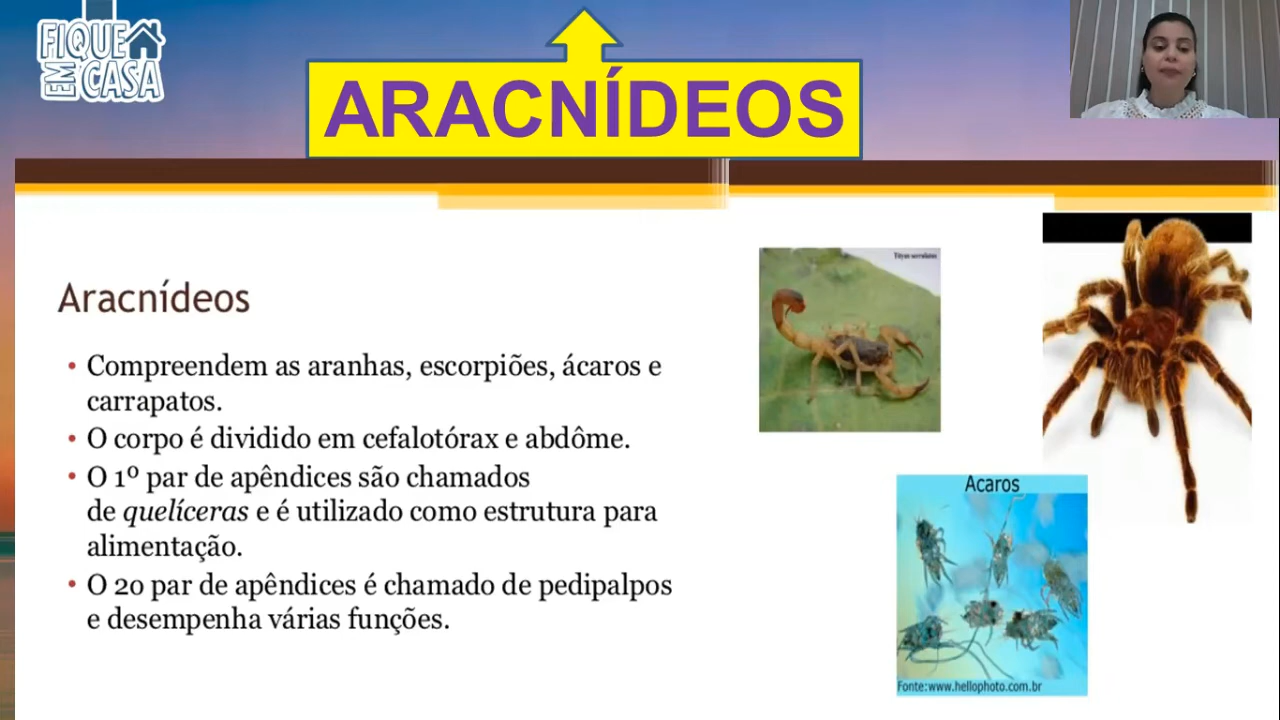 FIQUE
EM CASA
ARACNÍDEOS
Aracnídeos
• Compreendem as aranhas, escorpiões, ácaros e
carrapatos.
• O corpo é dividido em cefalotórax e abdôme.
• O 1º par de apêndices são chamados
de quelíceras e é utilizado como estrutura para
alimentação.
• O 2o par de apêndices é chamado de pedipalpos
e desempenha várias funções.
Tityus serrulatus
Acaros
Fonte:www.hellophoto.com.br